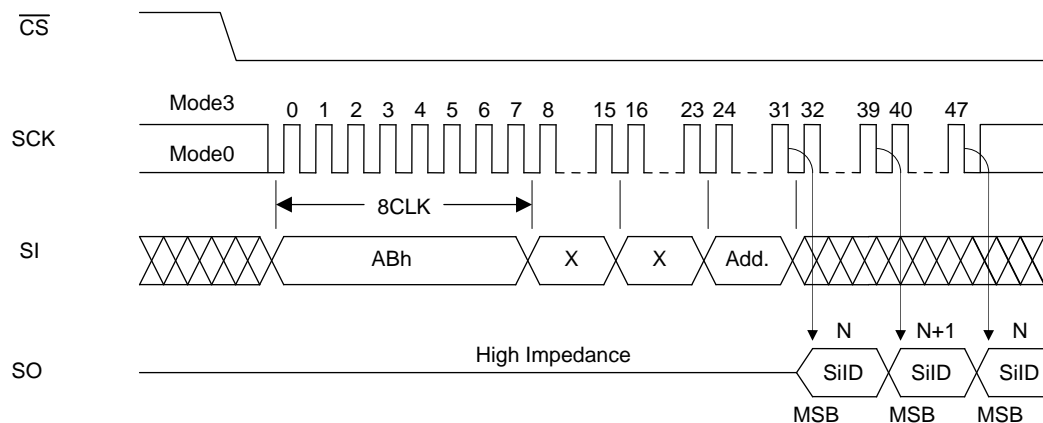 CS
Mode3
0 1 2 3 4 5 6 7 8 15 16 23 24 31 32 39 40 47
SCK
Mode0
8CLK
SI
ABh X X Add.
N N+1 N
High Impedance
SO
SiID SiID SiID
MSB MSB MSB